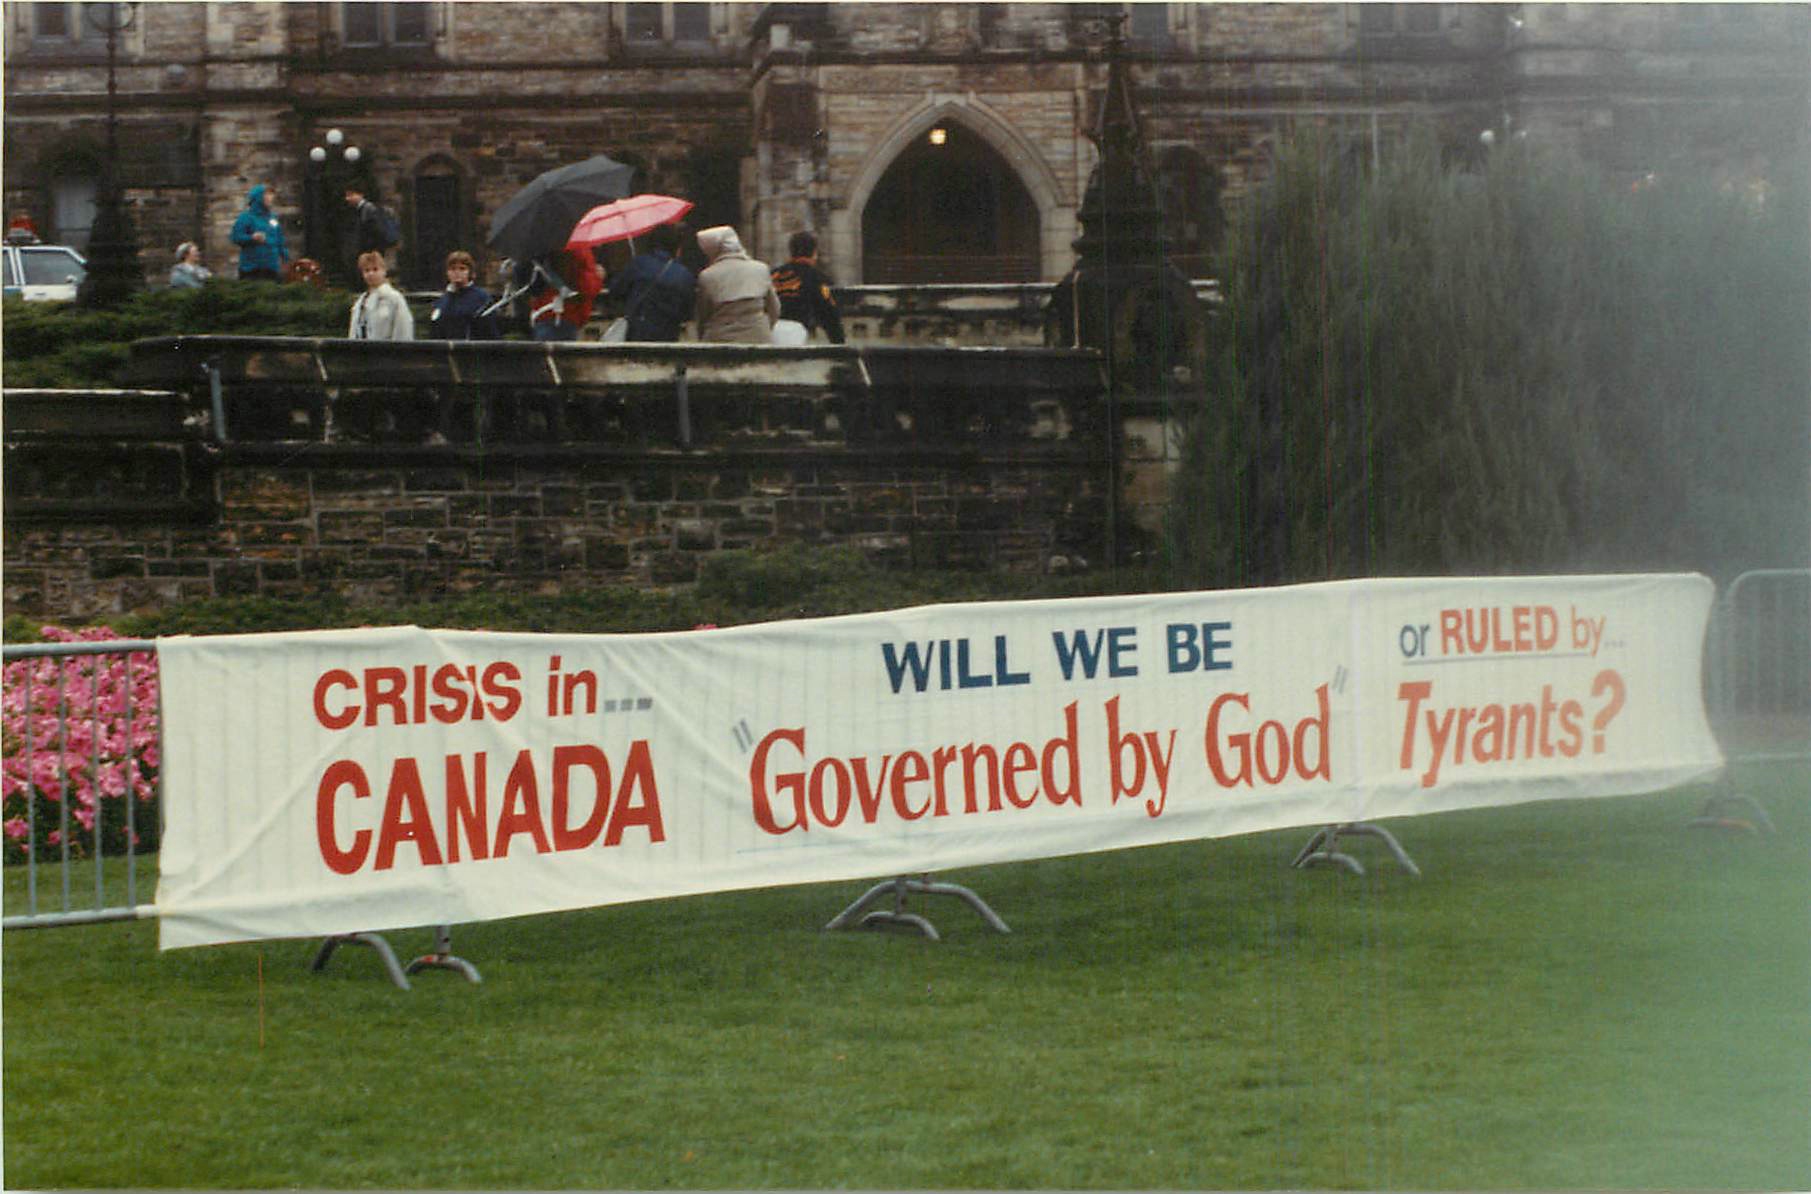 CRISIS in...
CANADA
WILL WE BE
"Governed by God"
or RULED by...
Tyrants?